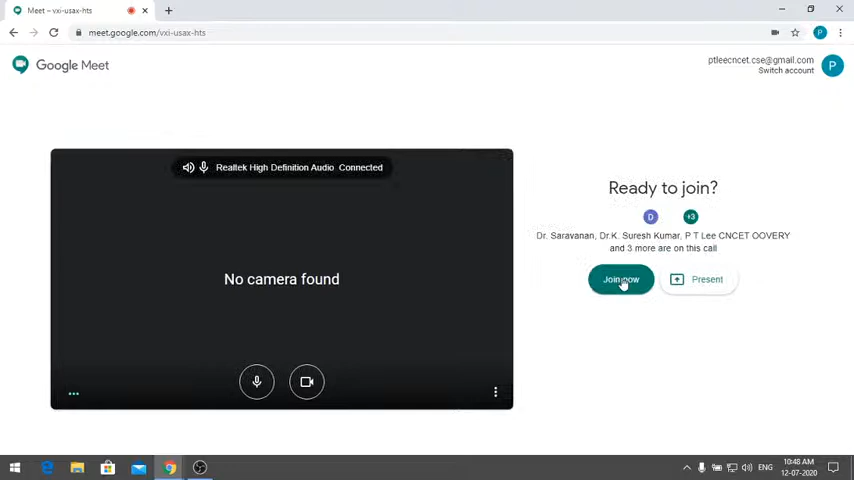 Meet – vxi-usax-hts
meet.google.com/vxi-usax-hts
P
Google Meet
ptleecncet.cse@gmail.com
Switch account
P
Realtek High Definition Audio Connected
No camera found
Ready to join?
D
+3
Dr. Saravanan, Dr.K. Suresh Kumar, P T Lee CNCET OOVERY
and 3 more are on this call
Join now
Present
ENG
10:48 AM
12-07-2020